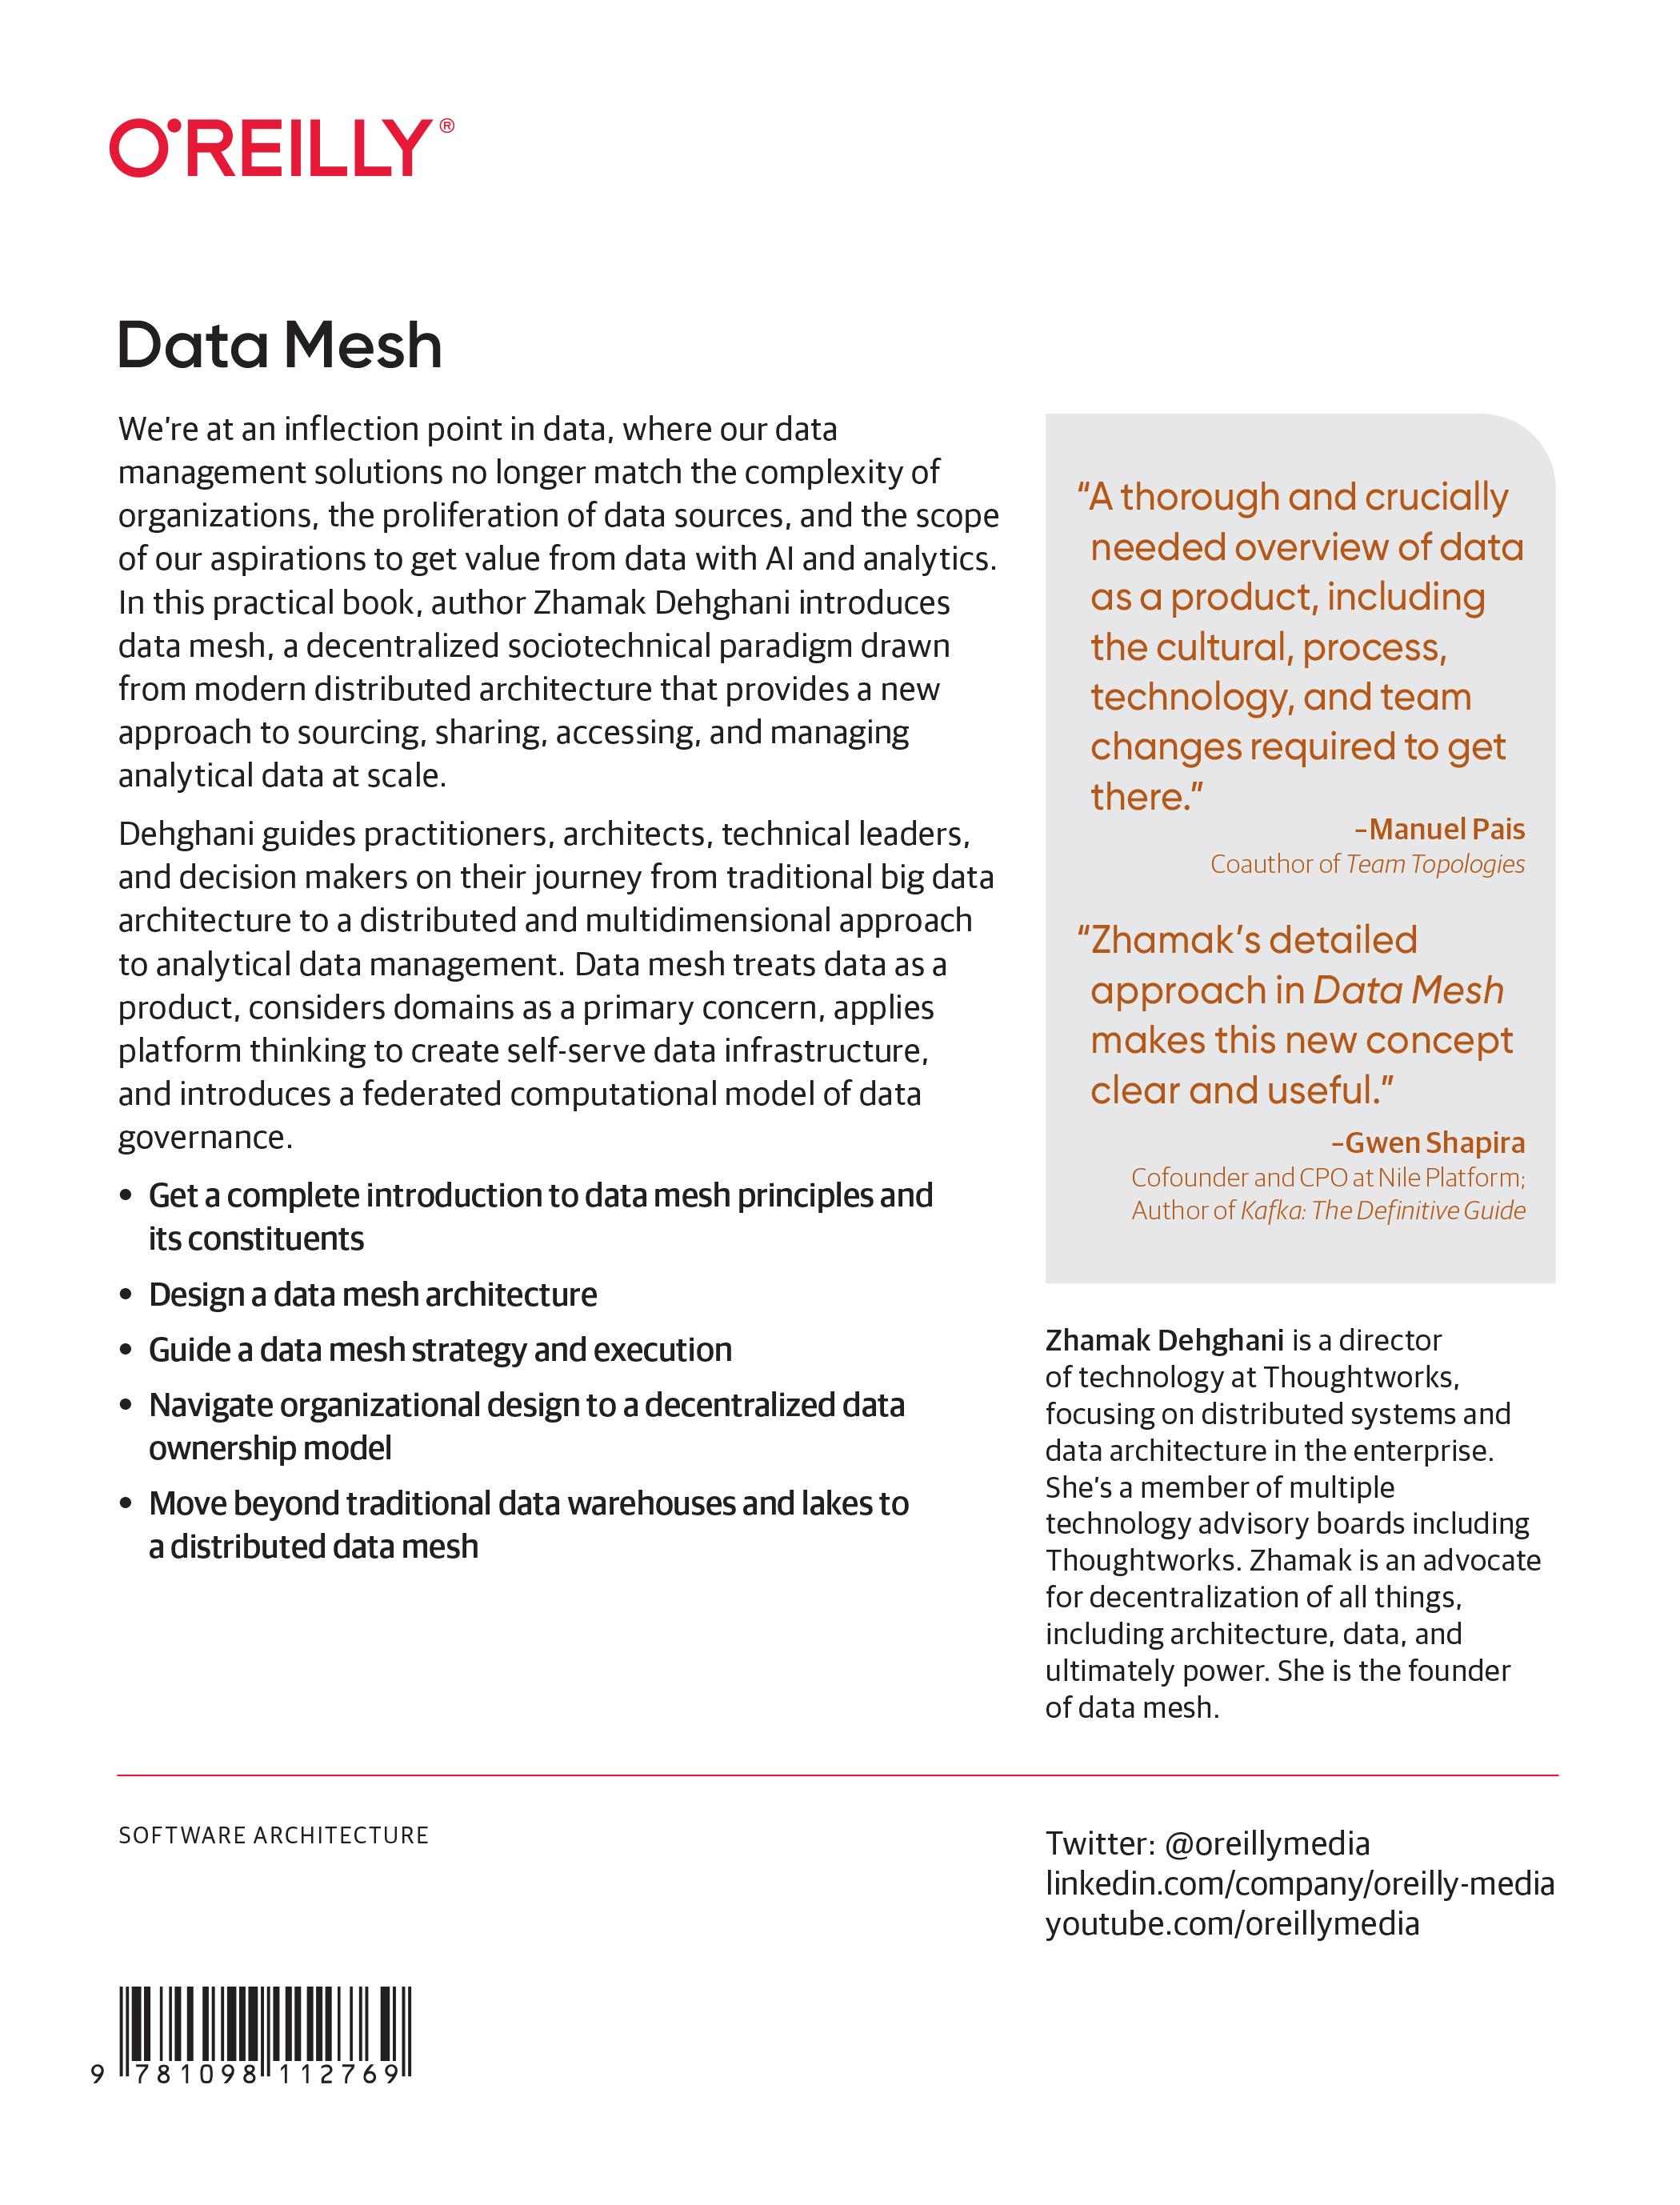 O'REILLY®
Data Mesh
We're at an inflection point in data, where our data
management solutions no longer match the complexity of
organizations, the proliferation of data sources, and the scope
of our aspirations to get value from data with AI and analytics.
In this practical book, author Zhamak Dehghani introduces
data mesh, a decentralized sociotechnical paradigm drawn
from modern distributed architecture that provides a new
approach to sourcing, sharing, accessing, and managing
analytical data at scale.
Dehghani guides practitioners, architects, technical leaders,
and decision makers on their journey from traditional big data
architecture to a distributed and multidimensional approach
to analytical data management. Data mesh treats data as a
product, considers domains as a primary concern, applies
platform thinking to create self-serve data infrastructure,
and introduces a federated computational model of data
governance.
• Get a complete introduction to data mesh principles and
its constituents
• Design a data mesh architecture
• Guide a data mesh strategy and execution
• Navigate organizational design to a decentralized data
ownership model
• Move beyond traditional data warehouses and lakes to
a distributed data mesh
“A thorough and crucially
needed overview of data
as a product, including
the cultural, process,
technology, and team
changes required to get
there.”
–Manuel Pais
Coauthor of Team Topologies
“Zhamak's detailed
approach in Data Mesh
makes this new concept
clear and useful.”
–Gwen Shapira
Cofounder and CPO at Nile Platform;
Author of Kafka: The Definitive Guide
Zhamak Dehghani is a director
of technology at Thoughtworks,
focusing on distributed systems and
data architecture in the enterprise.
She's a member of multiple
technology advisory boards including
Thoughtworks. Zhamak is an advocate
for decentralization of all things,
including architecture, data, and
ultimately power. She is the founder
of data mesh.
SOFTWARE ARCHITECTURE
Twitter: @oreillymedia
linkedin.com/company/oreilly-media
youtube.com/oreillymedia
9 781098 112769